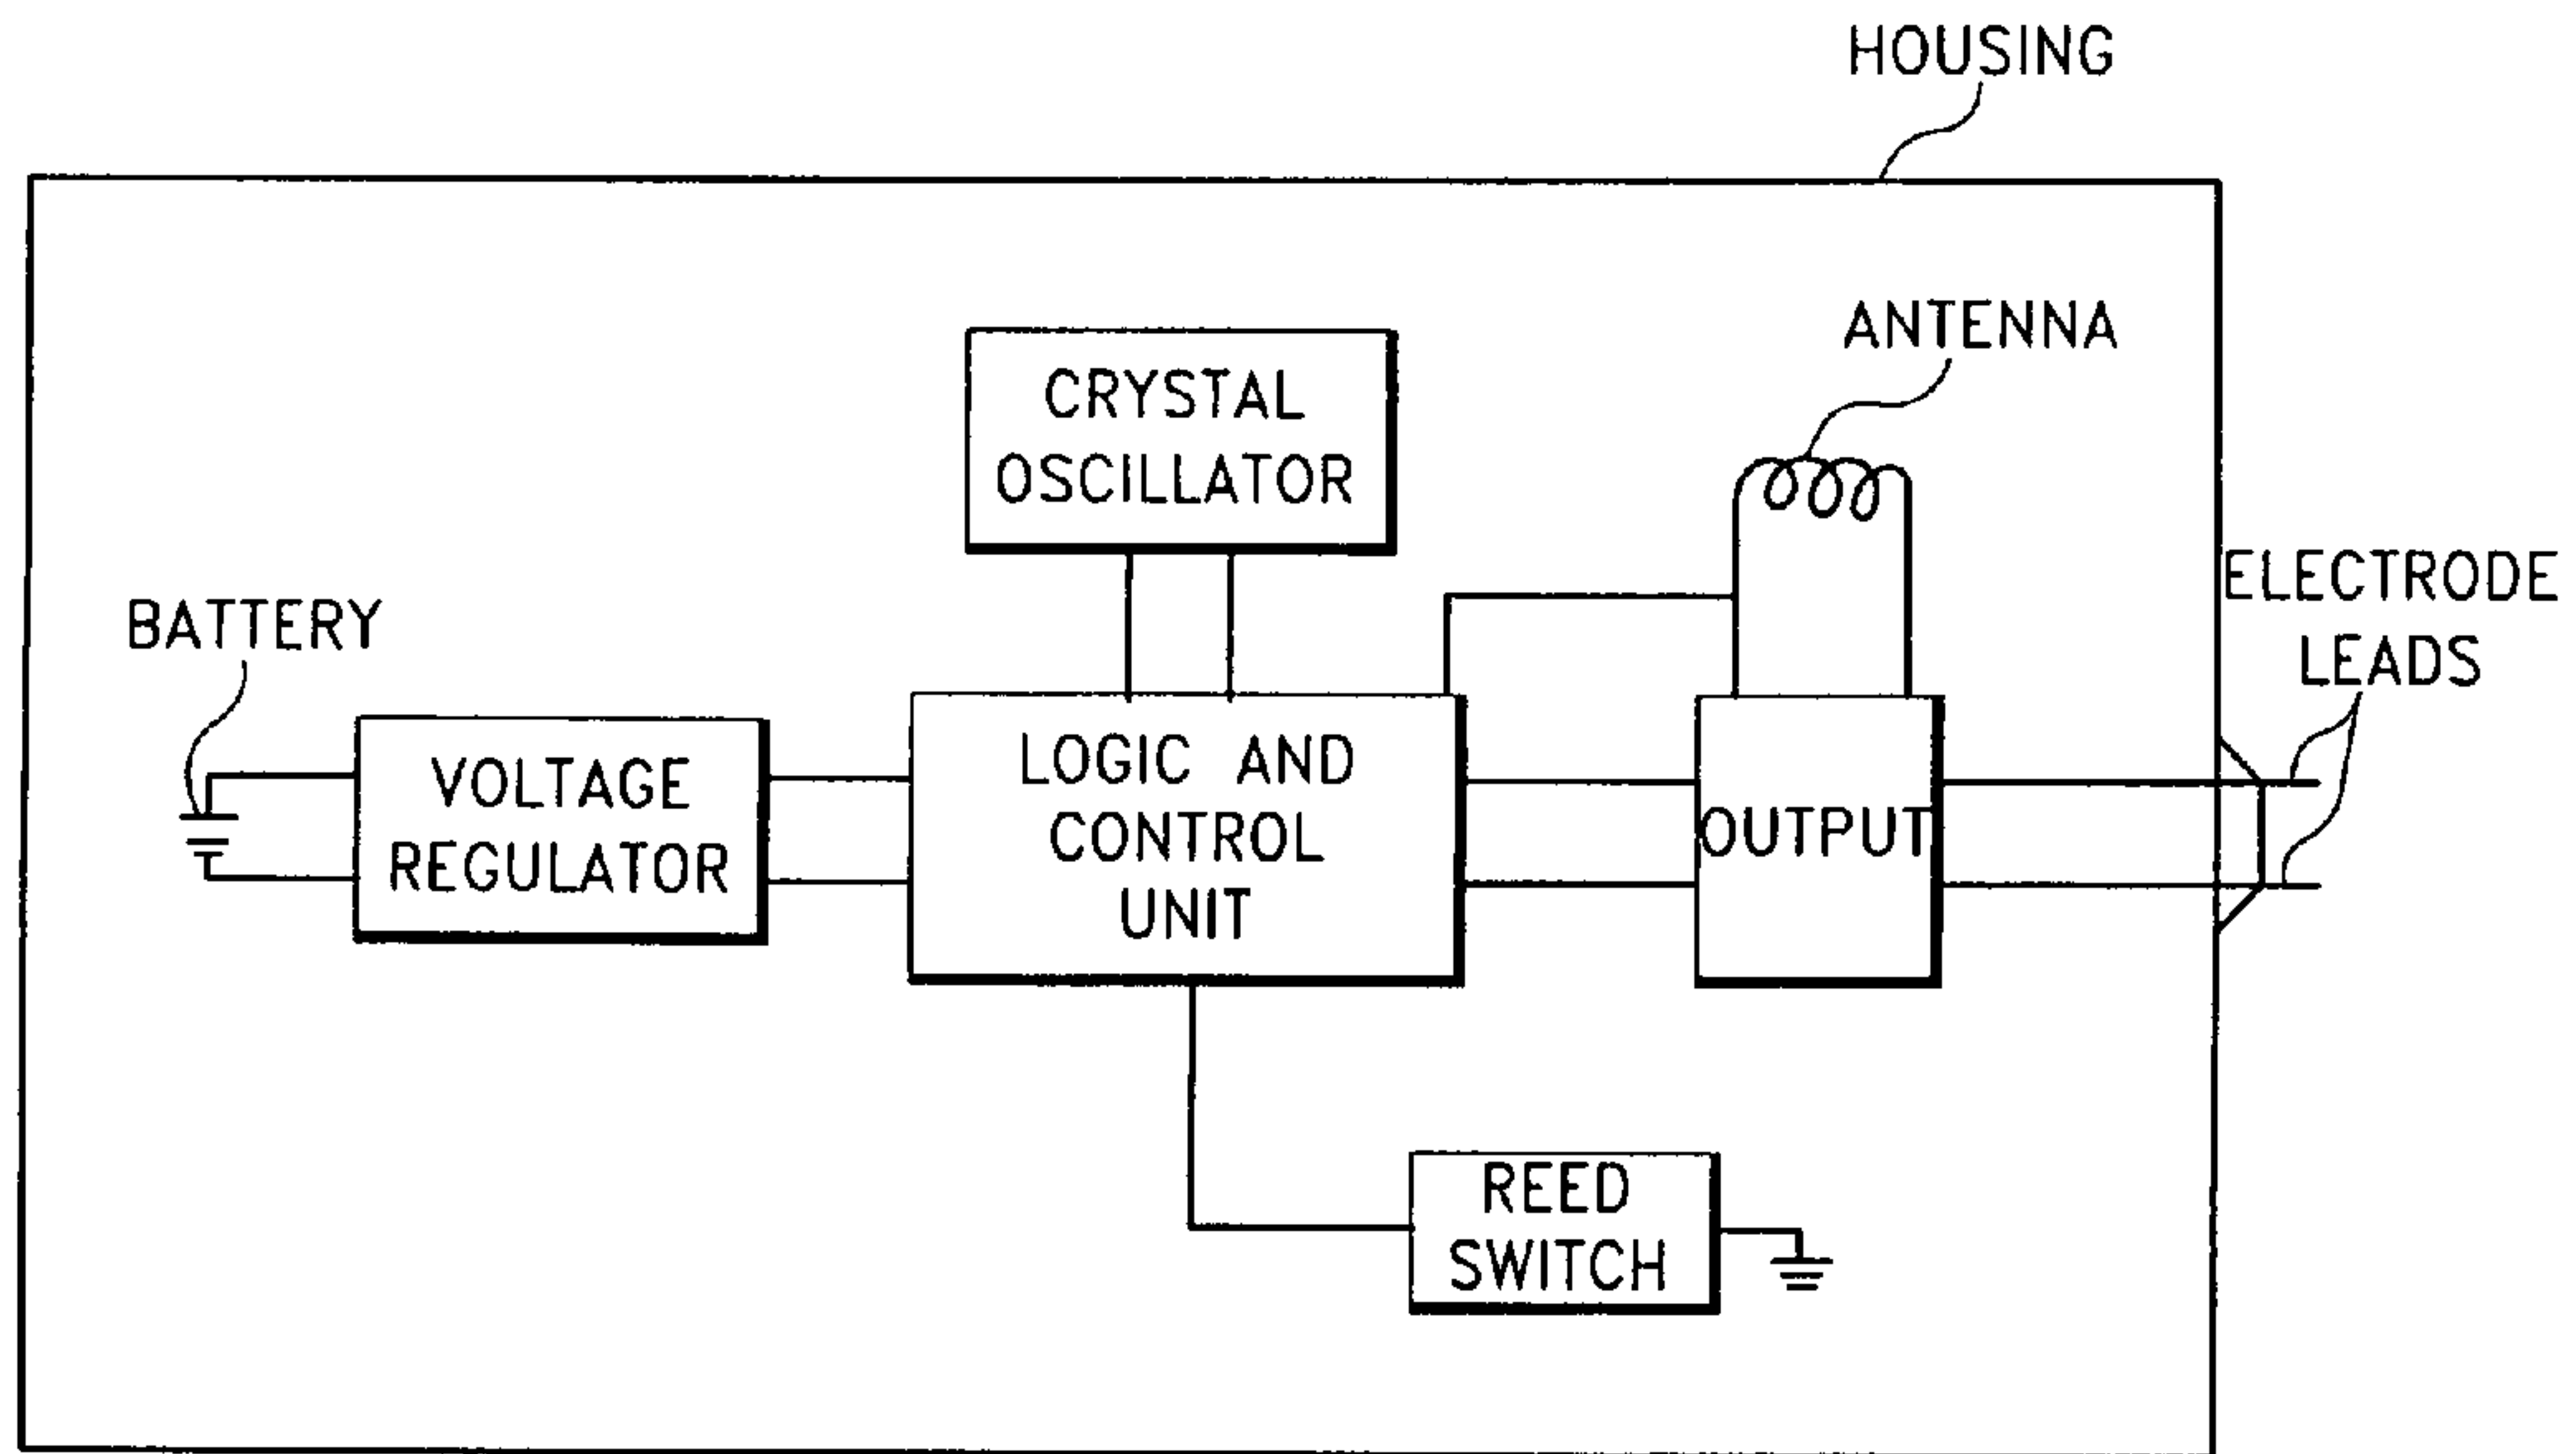 HOUSING
ANTENNA
CRYSTAL
OSCILLATOR
ELECTRODE
LEADS
BATTERY
VOLTAGE
REGULATOR
LOGIC AND
CONTROL
UNIT
OUTPUT
REED
SWITCH